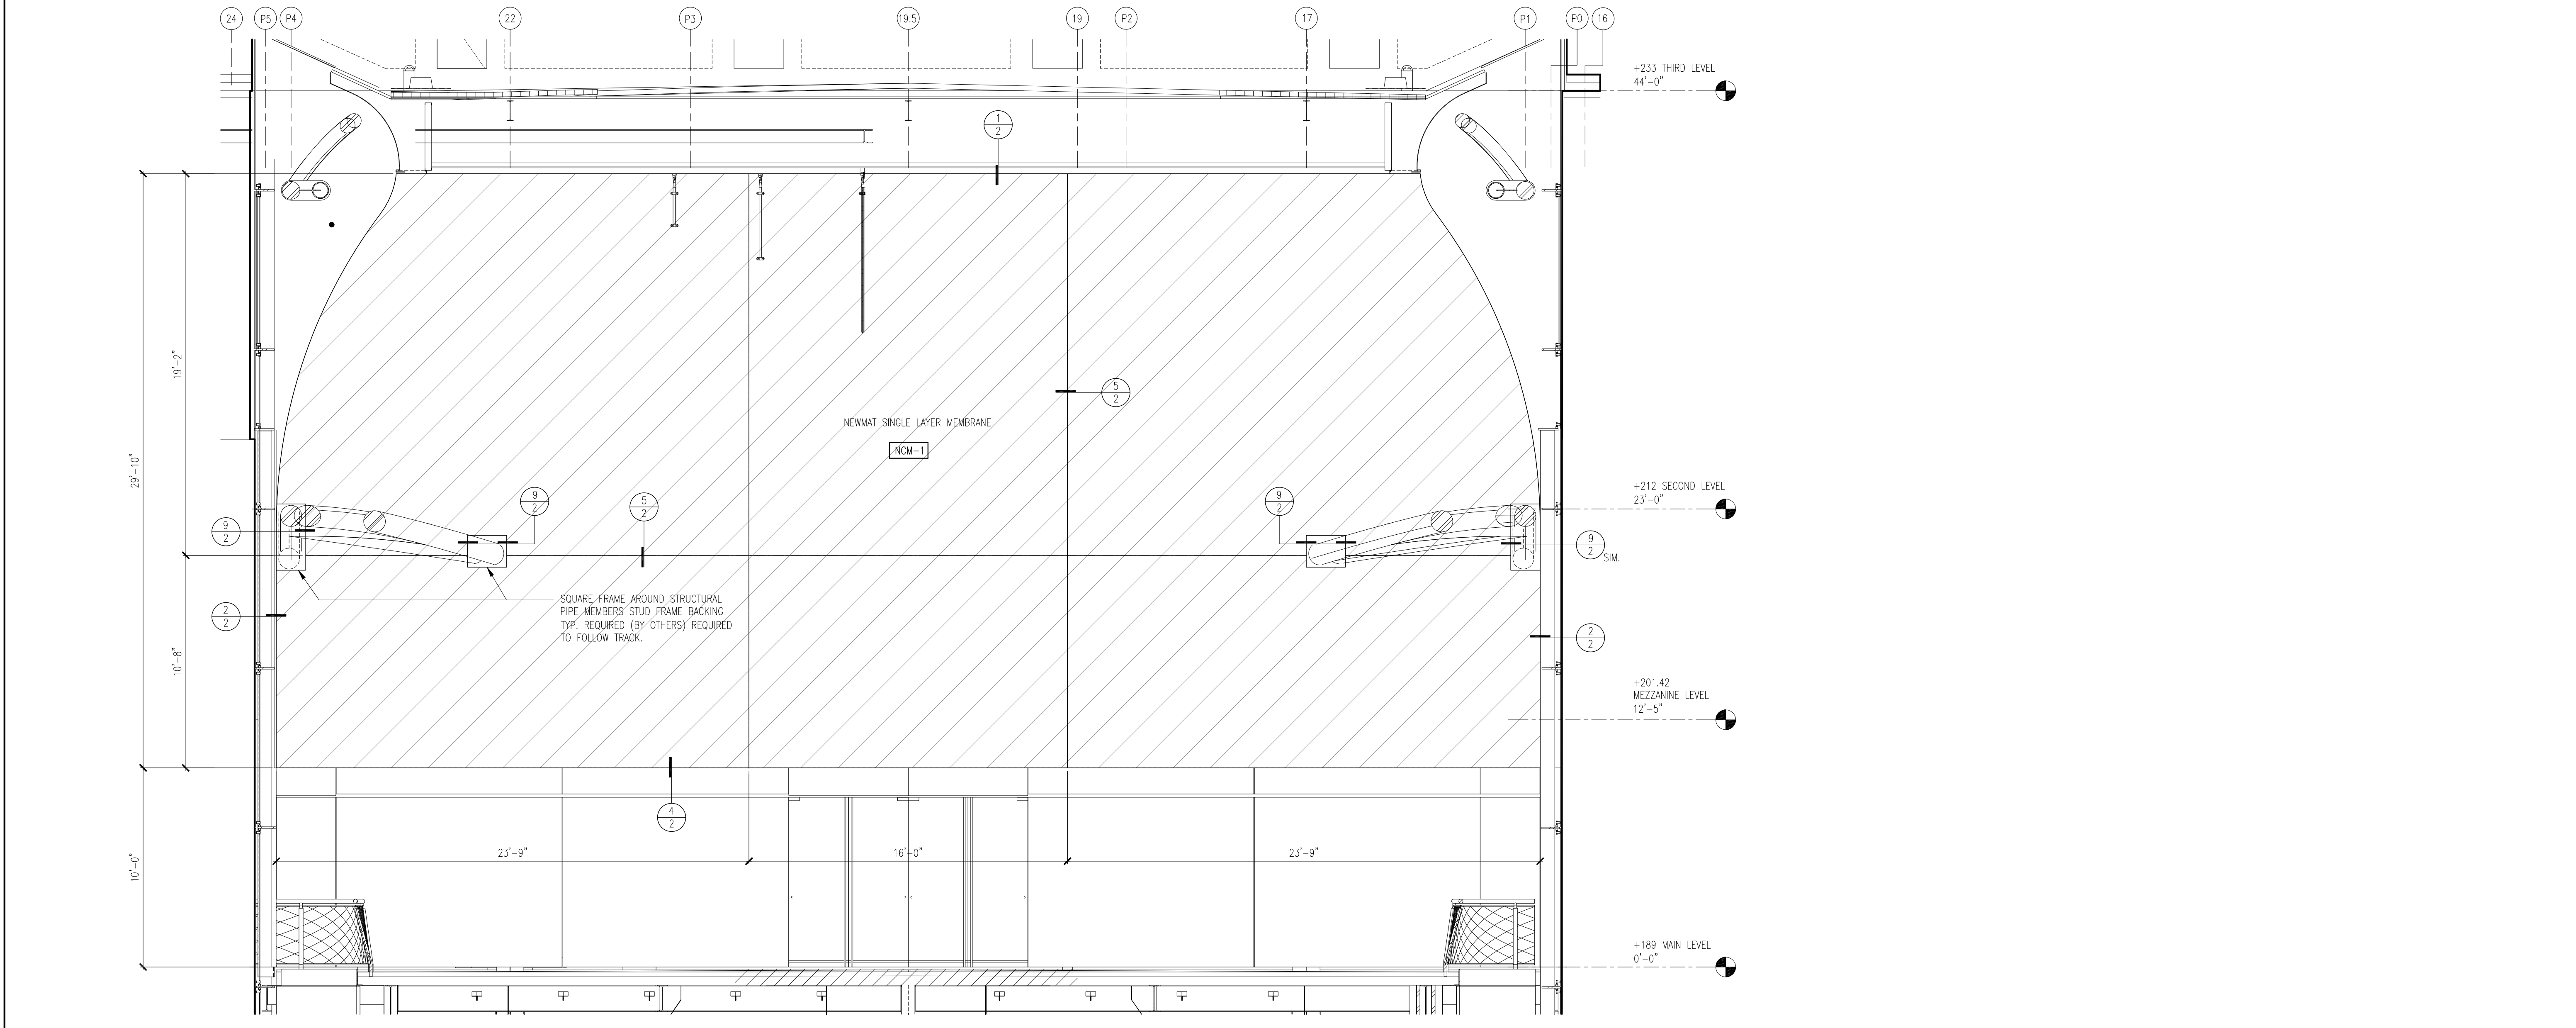 24
P5
P4
22
P3
19.5
19
P2
17
P1
P0
16
+233 THIRD LEVEL
44'-0"
1
2
19'-2"
29'-10"
5
2
NEWMAT SINGLE LAYER MEMBRANE
NCM-1
+212 SECOND LEVEL
23'-0"
9
2
9
2
5
2
9
2
9
2
SIM.
SQUARE FRAME AROUND STRUCTURAL
PIPE MEMBERS STUD FRAME BACKING
TYP. REQUIRED (BY OTHERS) REQUIRED
TO FOLLOW TRACK.
2
2
2
2
10'-8"
+201.42
MEZZANINE LEVEL
12'-5"
4
2
10'-0"
23'-9"
16'-0"
23'-9"
+189 MAIN LEVEL
0'-0"